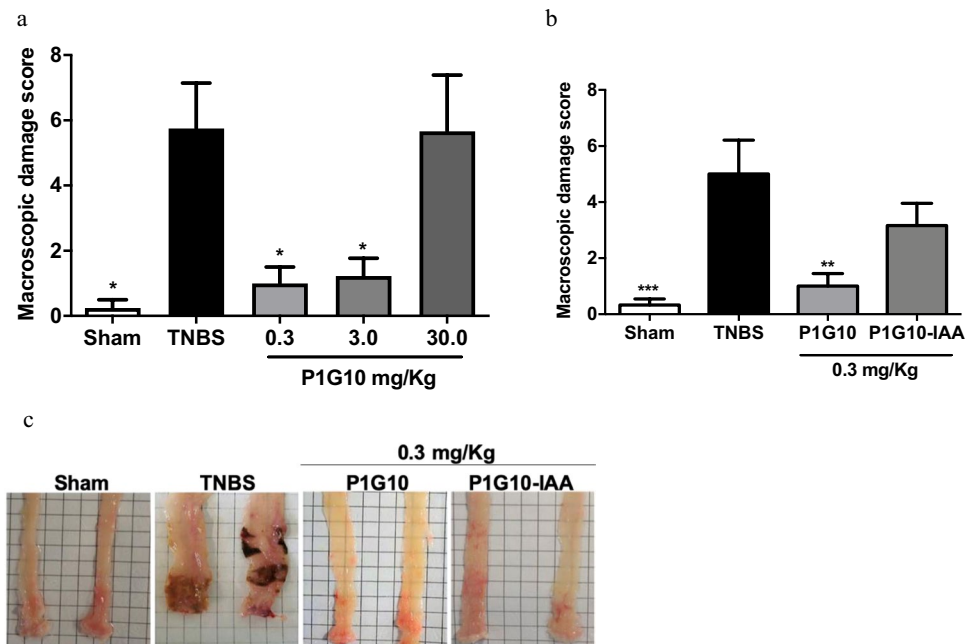 a
Macroscopic damage score
8
6
4
2
0
*
*
*
Sham TNBS 0.3 3.0 30.0
P1G10 mg/Kg
b
Macroscopic damage score
8
6
4
2
0
***
**
Sham TNBS P1G10 P1G10-IAA
0.3 mg/Kg
c
0.3 mg/Kg
Sham TNBS P1G10 P1G10-IAA